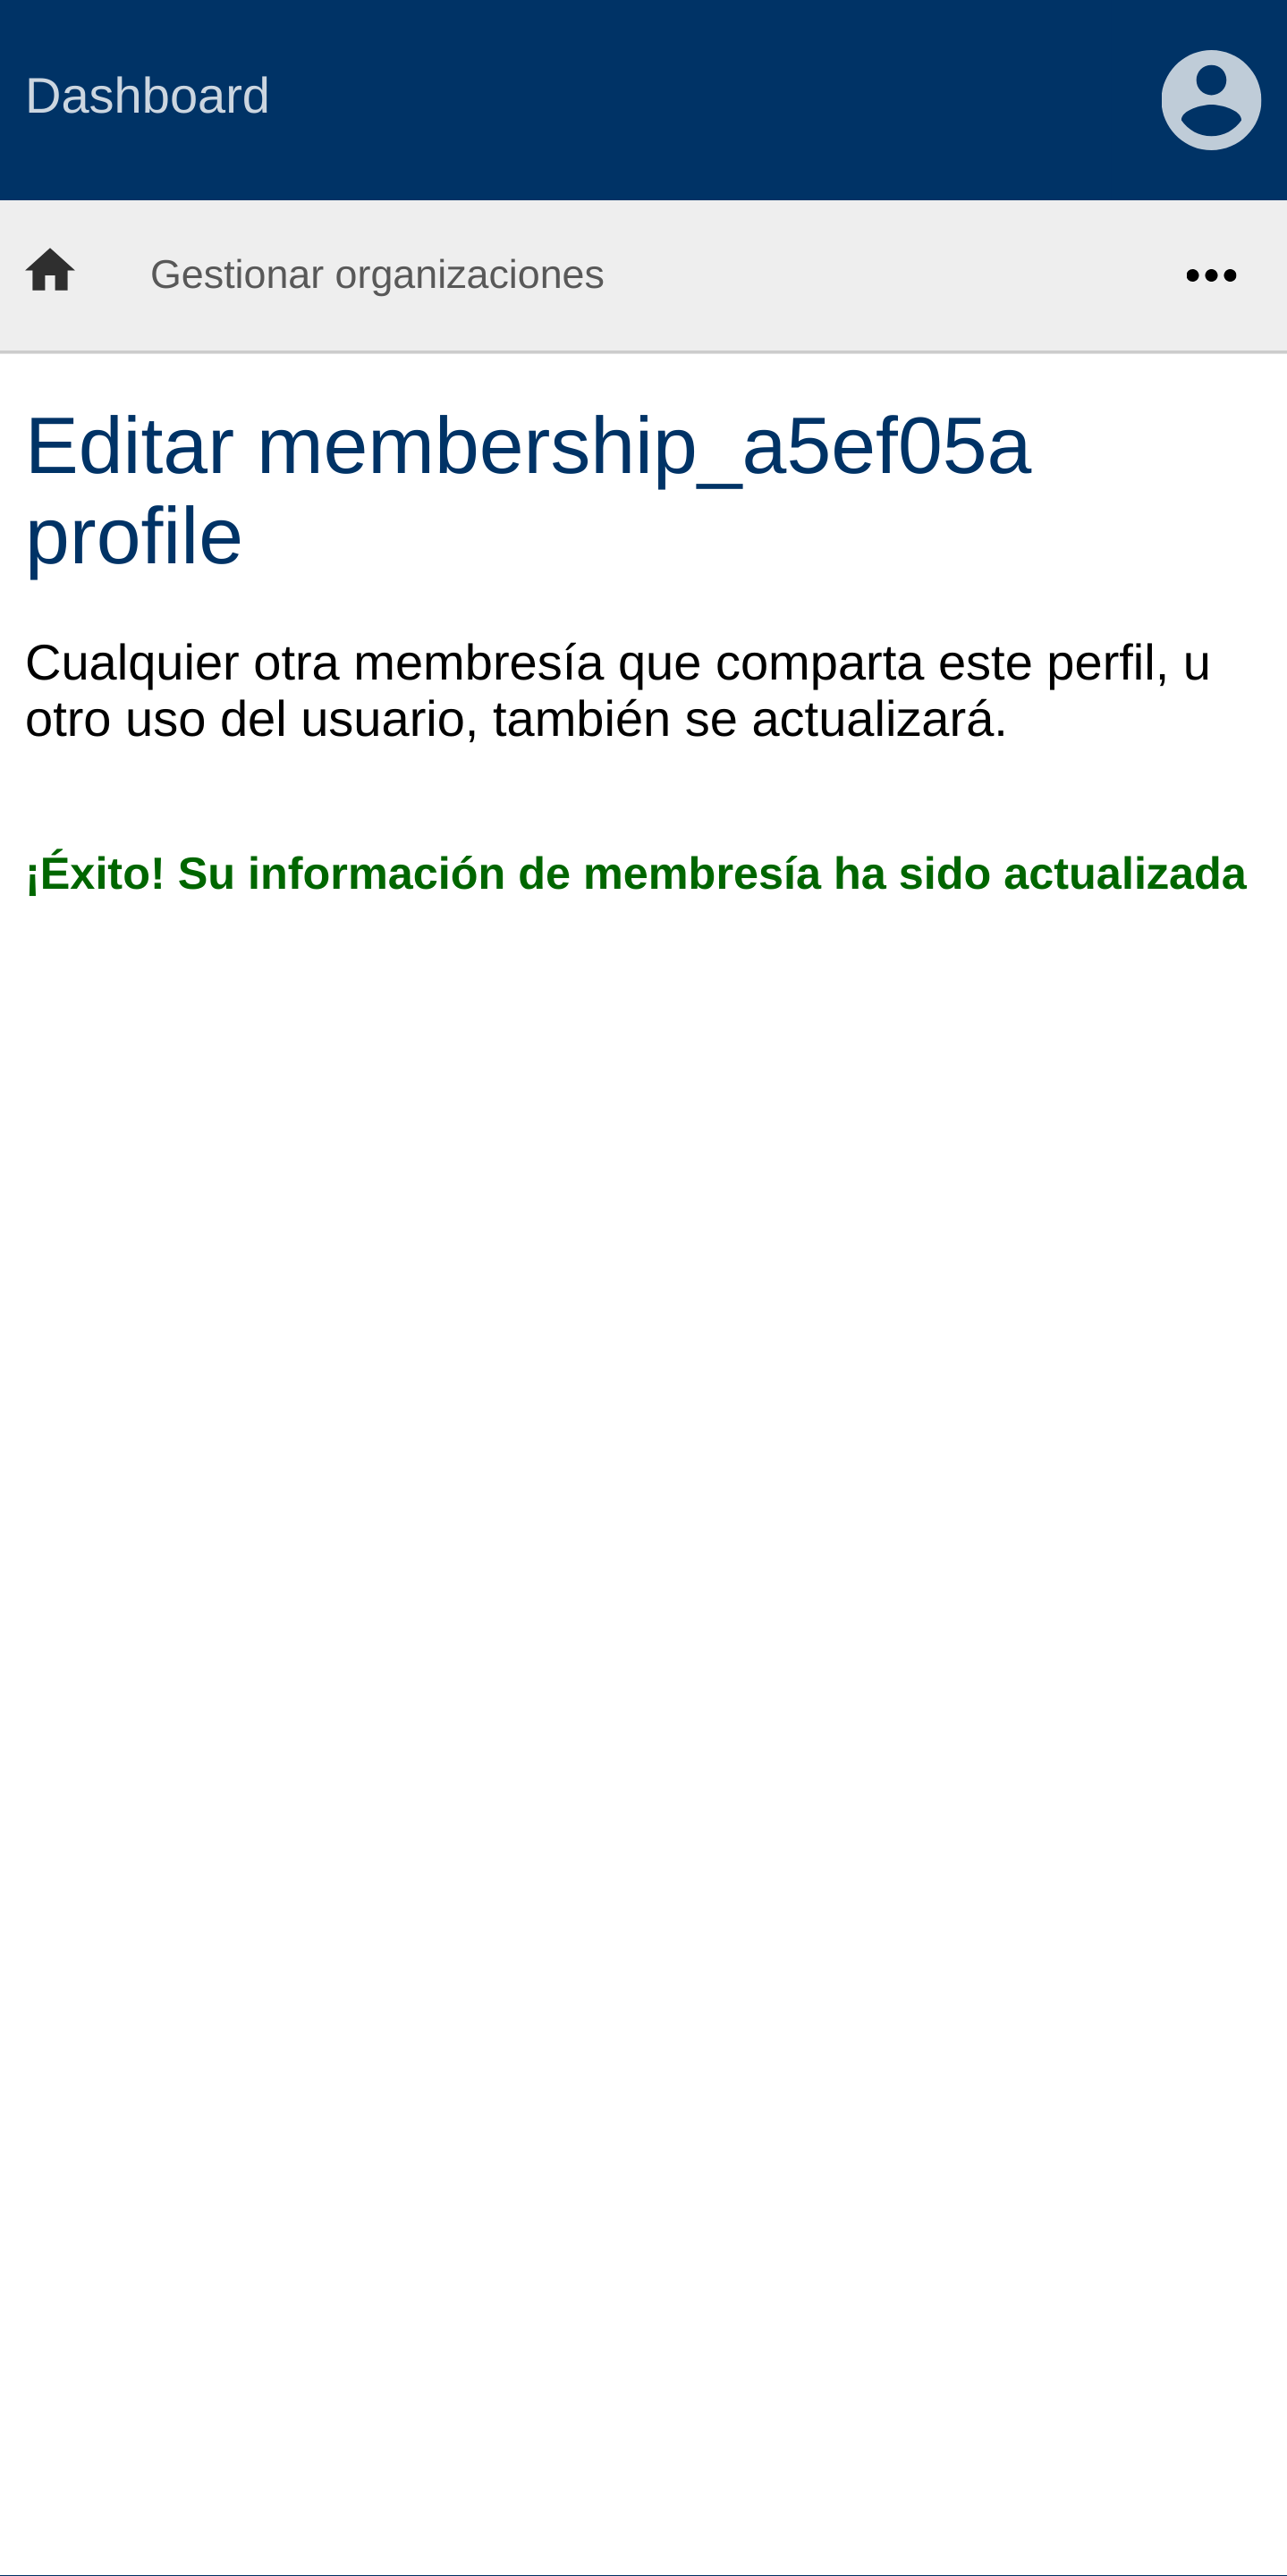 Dashboard
Gestionar organizaciones
Editar membership_a5ef05a
profile
Cualquier otra membresía que comparta este perfil, u
otro uso del usuario, también se actualizará.
¡Éxito! Su información de membresía ha sido actualizada